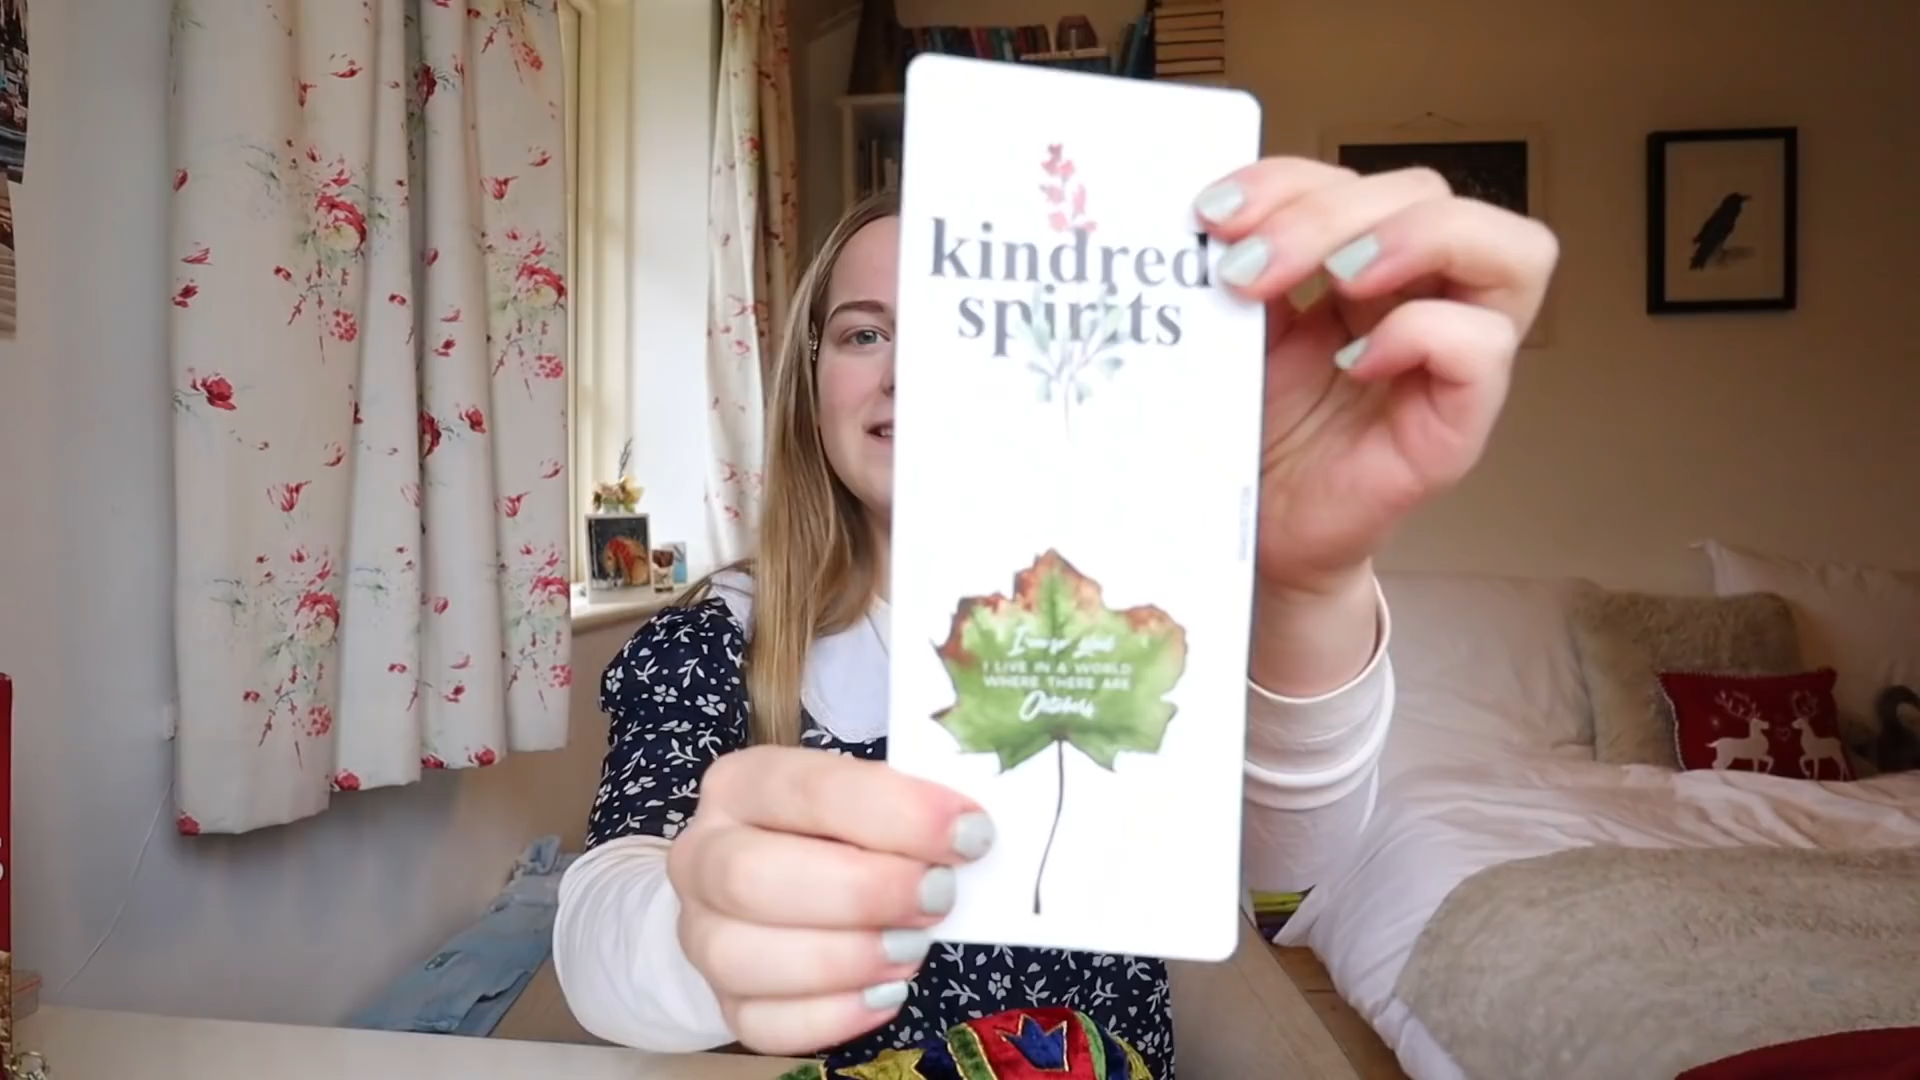 kindred
spirits
I'm so glad
I LIVE IN A WORLD
WHERE THERE ARE
Octobers